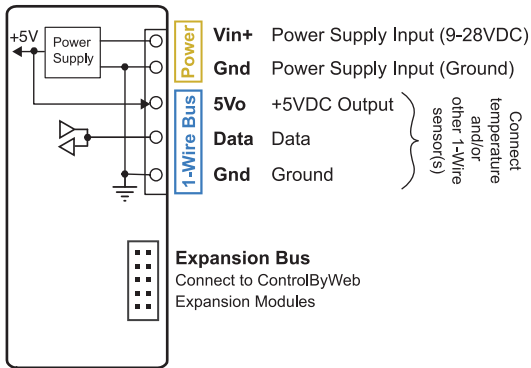 +5V
Power
Supply
Power
Vin+ Power Supply Input (9-28VDC)
Gnd Power Supply Input (Ground)
1-Wire Bus
5Vo +5VDC Output
Data Data
Gnd Ground
Connect
temperature
and/or
other 1-Wire
sensor(s)
Expansion Bus
Connect to ControlByWeb
Expansion Modules